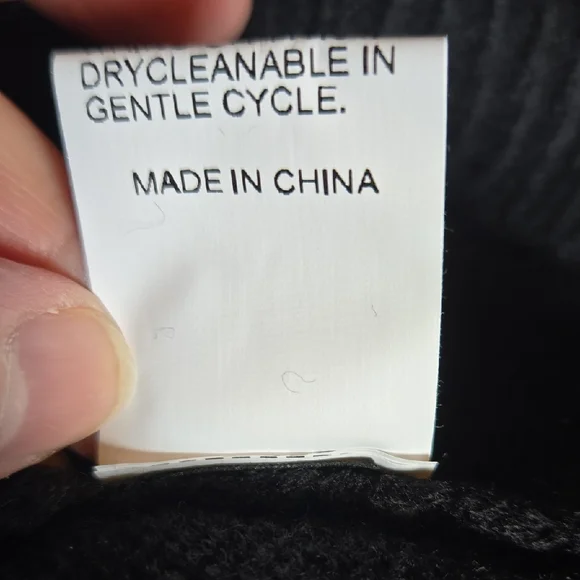 DRYCLEANABLE IN
GENTLE CYCLE.
MADE IN CHINA